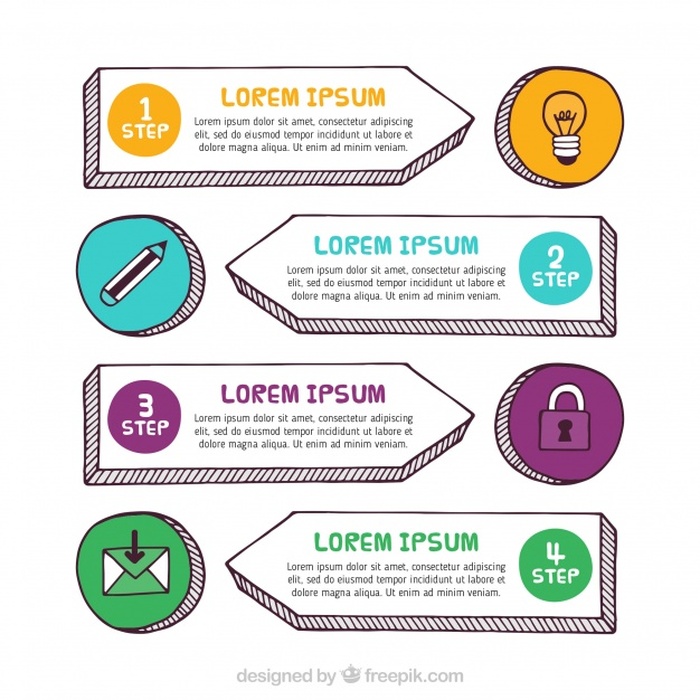 1
STEP
LOREM IPSUM
Lorem ipsum dolor sit amet, consectetur adipiscing
elit, sed do eiusmod tempor incididunt ut labore et
dolore magna aliqua. Ut enim ad minim veniam.
LOREM IPSUM
Lorem ipsum dolor sit amet, consectetur adipiscing
elit, sed do eiusmod tempor incididunt ut labore et
dolore magna aliqua. Ut enim ad minim veniam.
2
STEP
3
STEP
LOREM IPSUM
Lorem ipsum dolor sit amet, consectetur adipiscing
elit, sed do eiusmod tempor incididunt ut labore et
dolore magna aliqua. Ut enim ad minim veniam.
LOREM IPSUM
Lorem ipsum dolor sit amet, consectetur adipiscing
elit, sed do eiusmod tempor incididunt ut labore et
dolore magna aliqua. Ut enim ad minim veniam.
4
STEP
designed by freepik.com